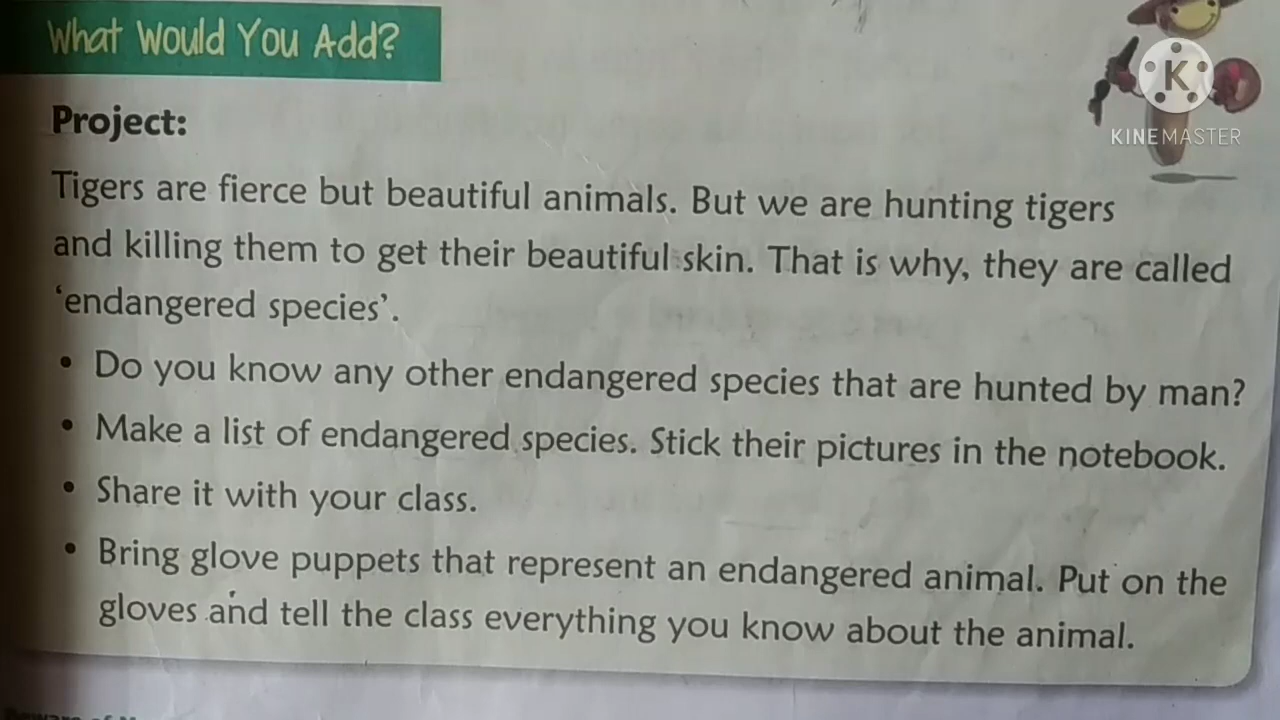 What Would You Add?
K
KINEMASTER
Project:
Tigers are fierce but beautiful animals. But we are hunting tigers
and killing them to get their beautiful skin. That is why, they are called
‘endangered species’.
• Do you know any other endangered species that are hunted by man?
• Make a list of endangered species. Stick their pictures in the notebook.
• Share it with your class.
• Bring glove puppets that represent an endangered animal. Put on the
gloves and tell the class everything you know about the animal.